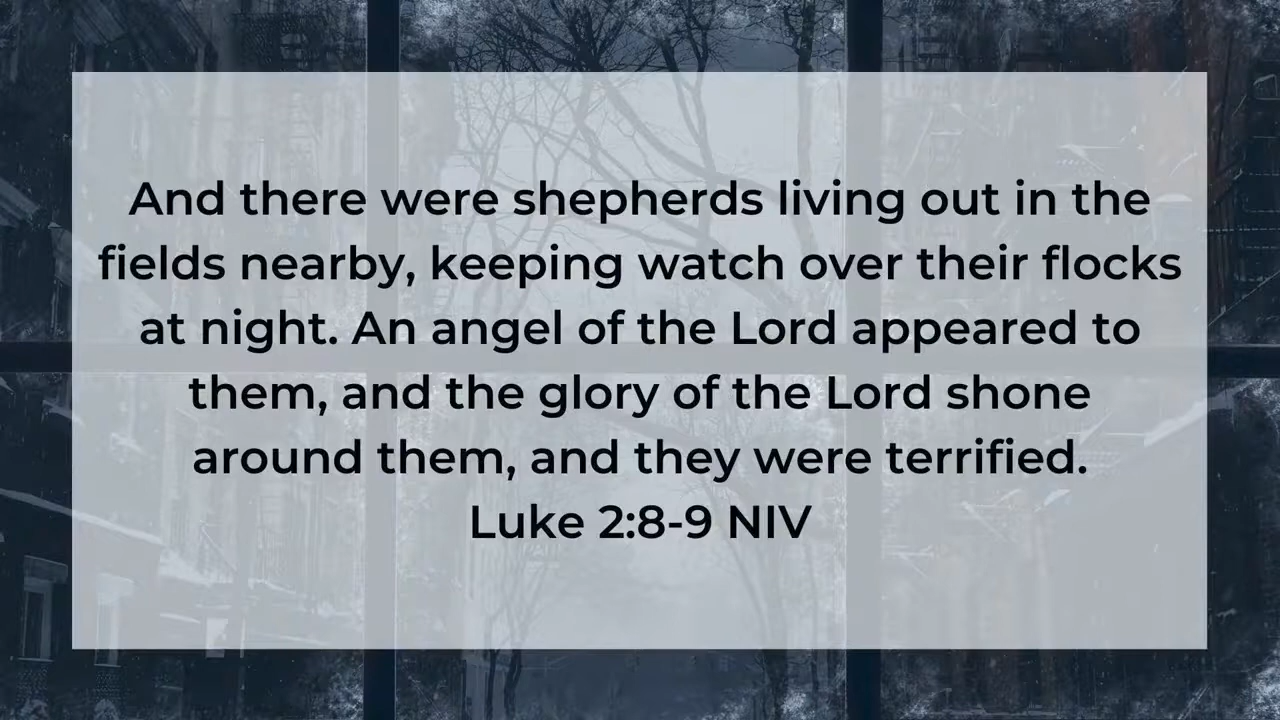 And there were shepherds living out in the
fields nearby, keeping watch over their flocks
at night. An angel of the Lord appeared to
them, and the glory of the Lord shone
around them, and they were terrified.
Luke 2:8-9 NIV